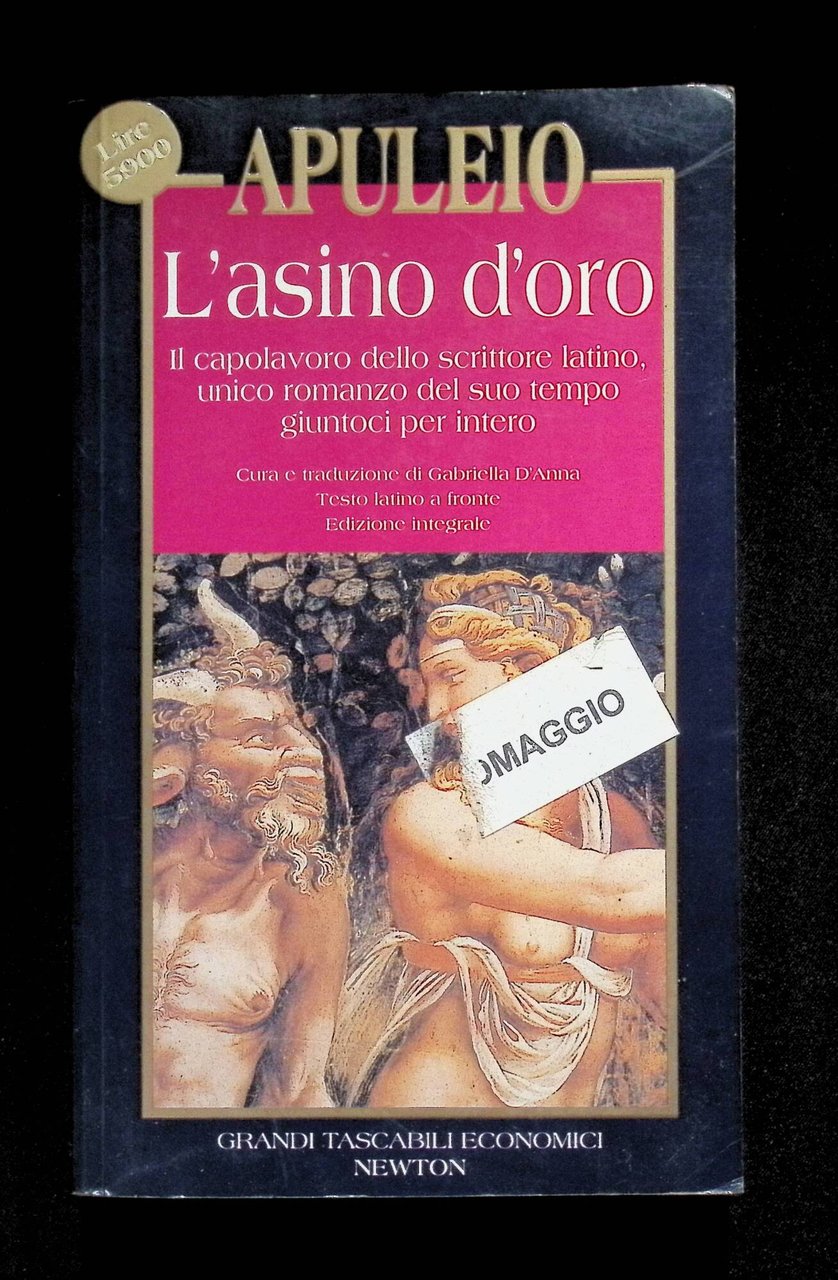 Lire
5900
APULEIO
L'asino d'oro
Il capolavoro dello scrittore latino,
unico romanzo del suo tempo
giuntoci per intero
Cura e traduzione di Gabriella D'Anna
Testo latino a fronte
Edizione integrale
OMAGGIO
GRANDI TASCABILI ECONOMICI
NEWTON